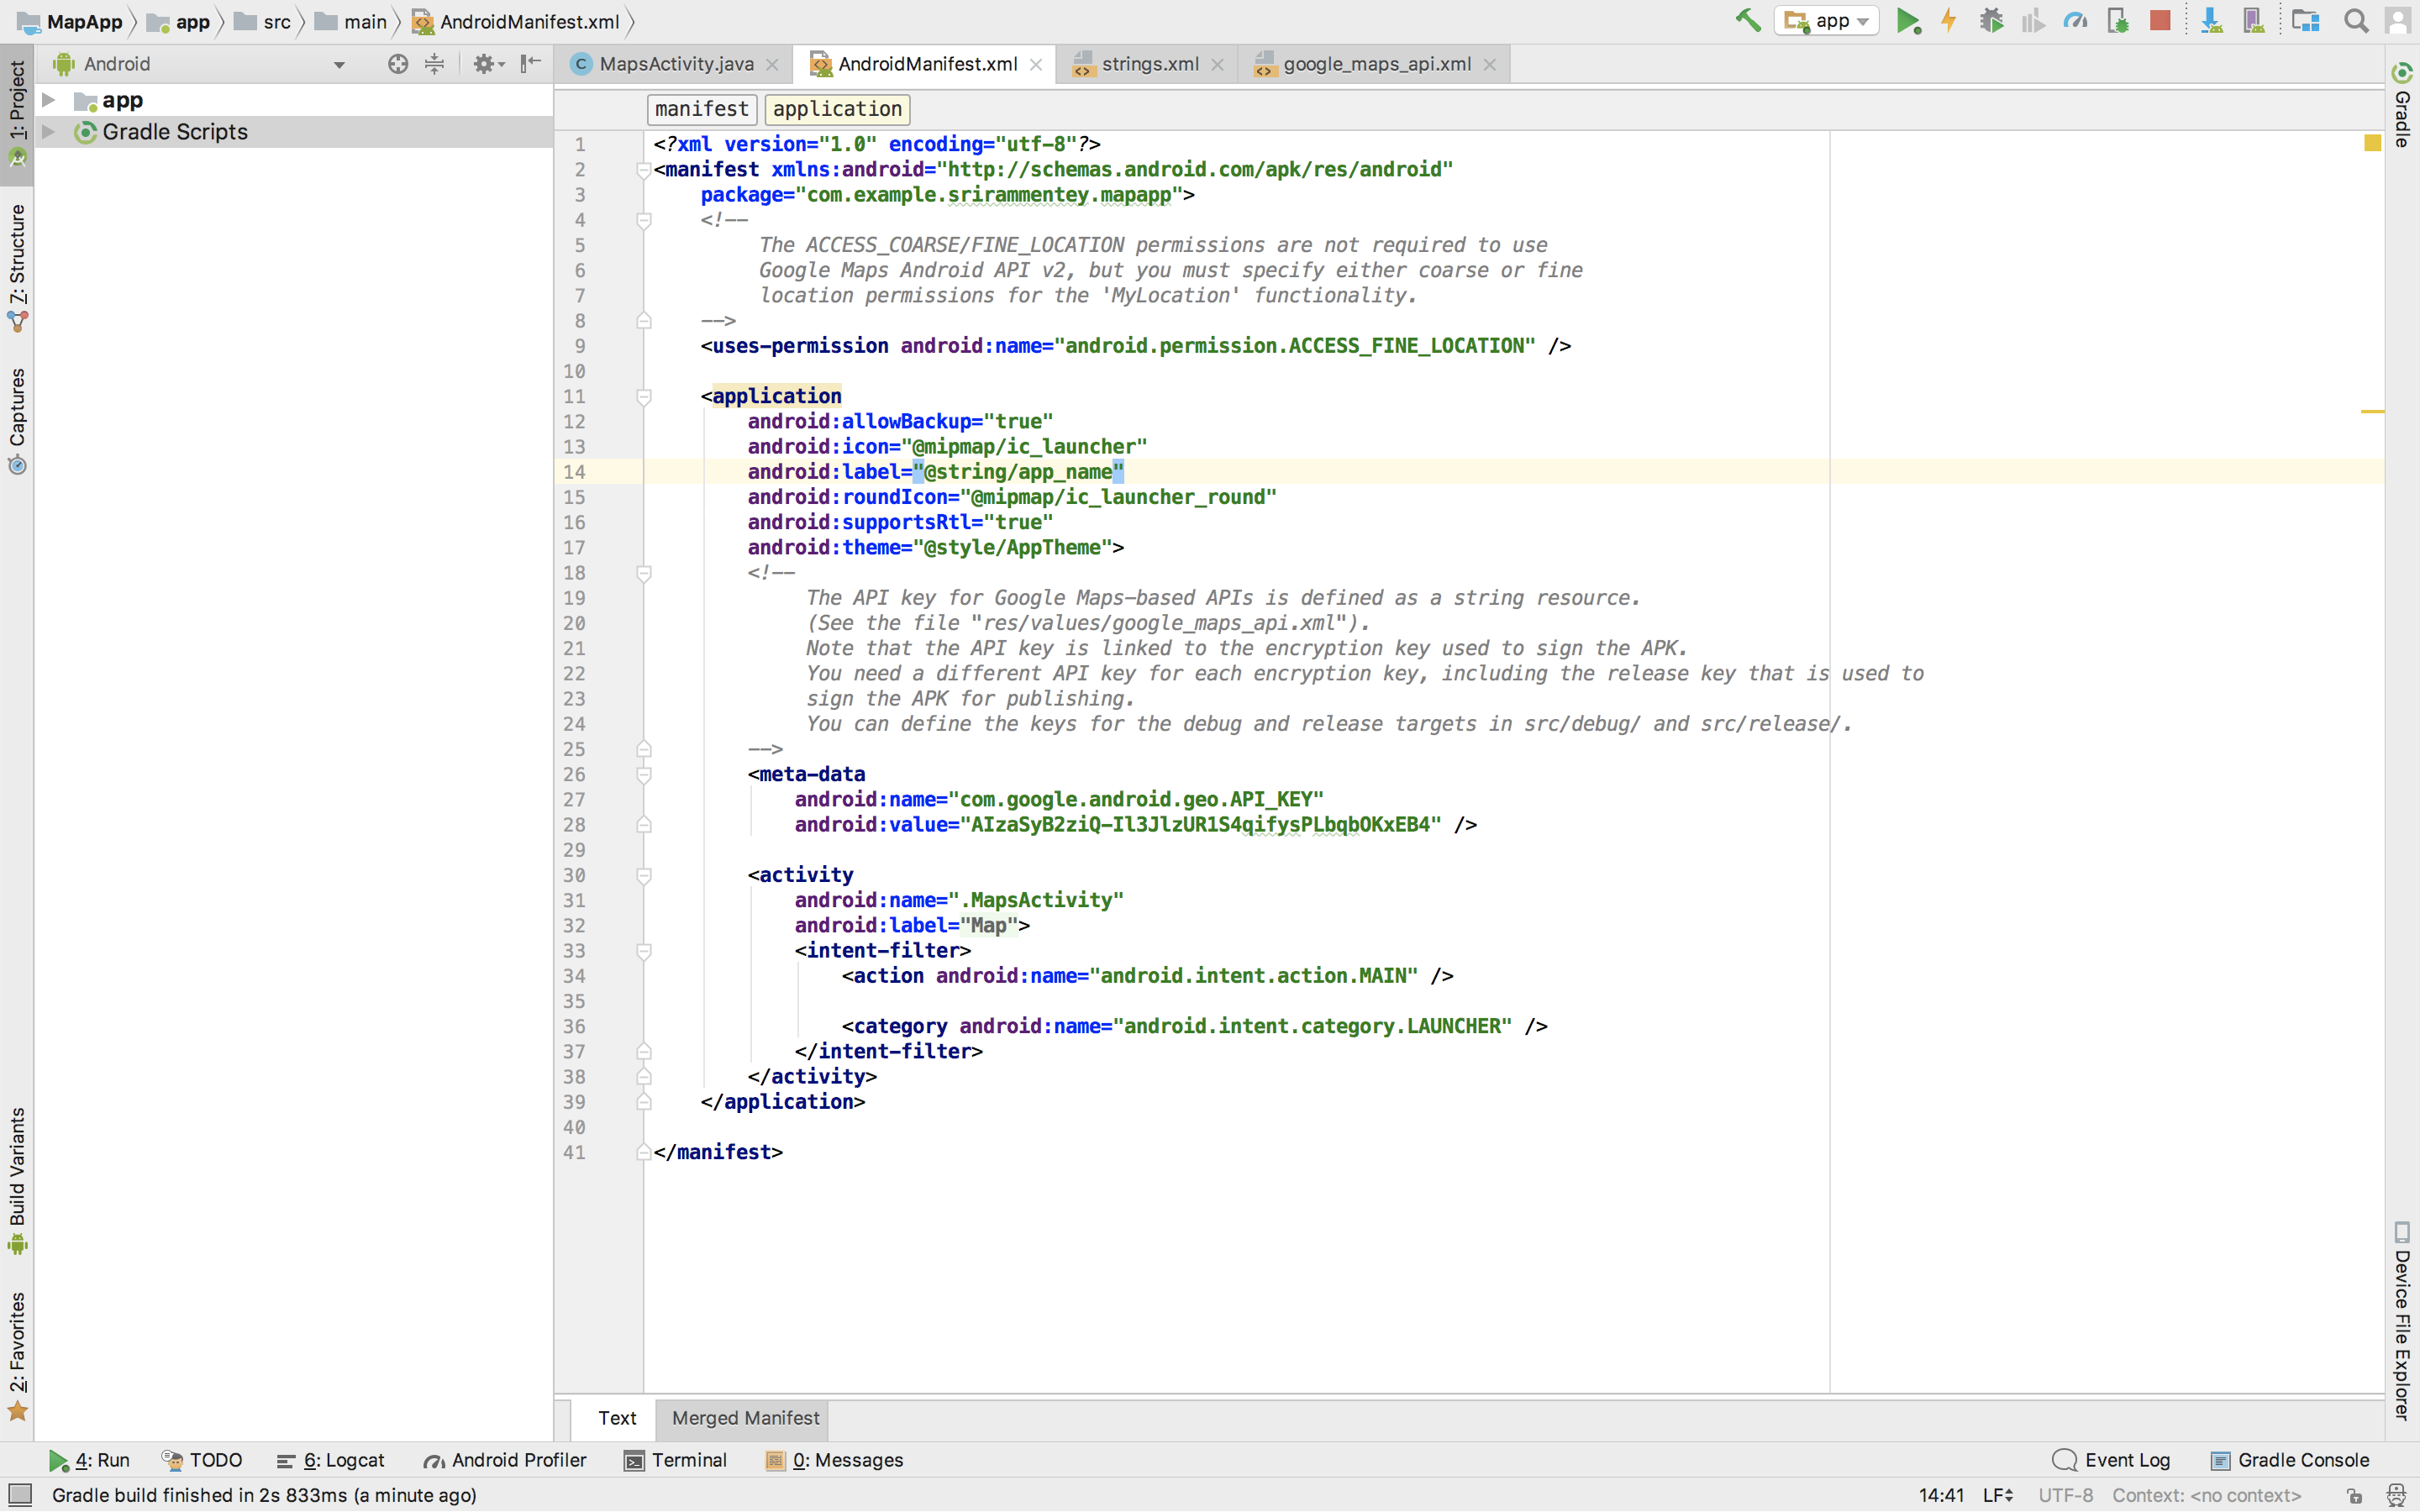 MapApp app src main AndroidManifest.xml
app
Android
MapsActivity.java AndroidManifest.xml strings.xml google_maps_api.xml
1: Project
7: Structure
Captures
Build Variants
2: Favorites
app
Gradle Scripts
manifest application
1 <?xml version="1.0" encoding="utf-8"?>
2 <manifest xmlns:android="http://schemas.android.com/apk/res/android"
3 package="com.example.srirammentey.mapapp">
4 <!--
5 The ACCESS_COARSE/FINE_LOCATION permissions are not required to use
6 Google Maps Android API v2, but you must specify either coarse or fine
7 location permissions for the 'MyLocation' functionality.
8 -->
9 <uses-permission android:name="android.permission.ACCESS_FINE_LOCATION" />
10
11 <application
12 android:allowBackup="true"
13 android:icon="@mipmap/ic_launcher"
14 android:label="@string/app_name"
15 android:roundIcon="@mipmap/ic_launcher_round"
16 android:supportsRtl="true"
17 android:theme="@style/AppTheme">
18 <!--
19 The API key for Google Maps-based APIs is defined as a string resource.
20 (See the file "res/values/google_maps_api.xml").
21 Note that the API key is linked to the encryption key used to sign the APK.
22 You need a different API key for each encryption key, including the release key that is used to
23 sign the APK for publishing.
24 You can define the keys for the debug and release targets in src/debug/ and src/release/.
25 -->
26 <meta-data
27 android:name="com.google.android.geo.API_KEY"
28 android:value="AIzaSyB2ziQ-Il3JlzUR1S4qifysPLbqbOKxEB4" />
29
30 <activity
31 android:name=".MapsActivity"
32 android:label="Map">
33 <intent-filter>
34 <action android:name="android.intent.action.MAIN" />
35
36 <category android:name="android.intent.category.LAUNCHER" />
37 </intent-filter>
38 </activity>
39 </application>
40
41 </manifest>
Gradle
Device File Explorer
Text Merged Manifest
4: Run TODO 6: Logcat Android Profiler Terminal 0: Messages Event Log Gradle Console
Gradle build finished in 2s 833ms (a minute ago) 14:41 LF UTF-8 Context: <no context>